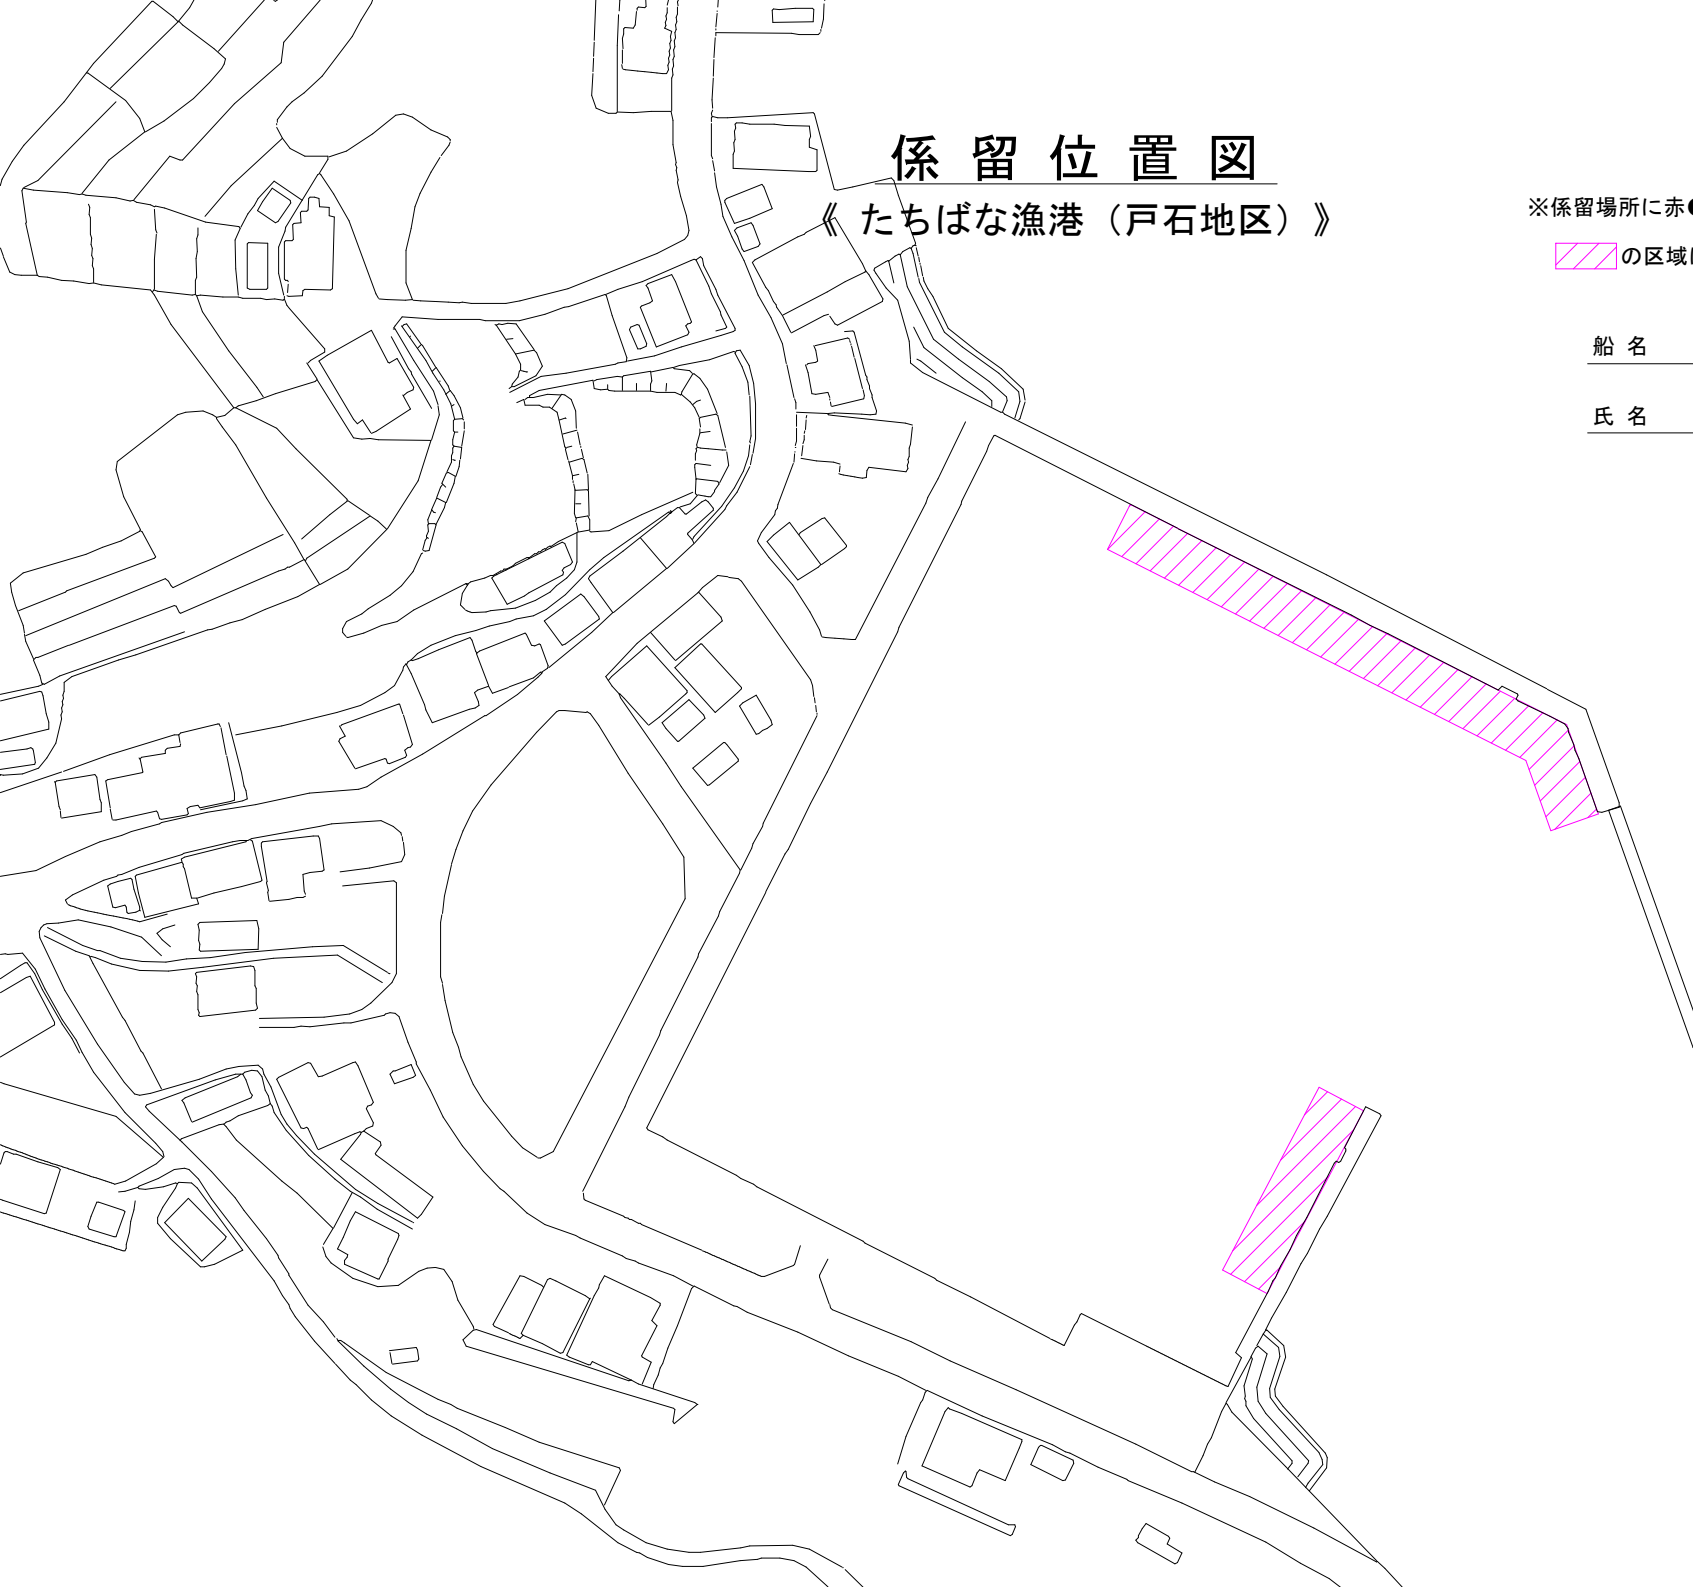 係留位置図
《 たちばな漁港（戸石地区）》
※係留場所に赤●
の区域に
船 名
氏 名